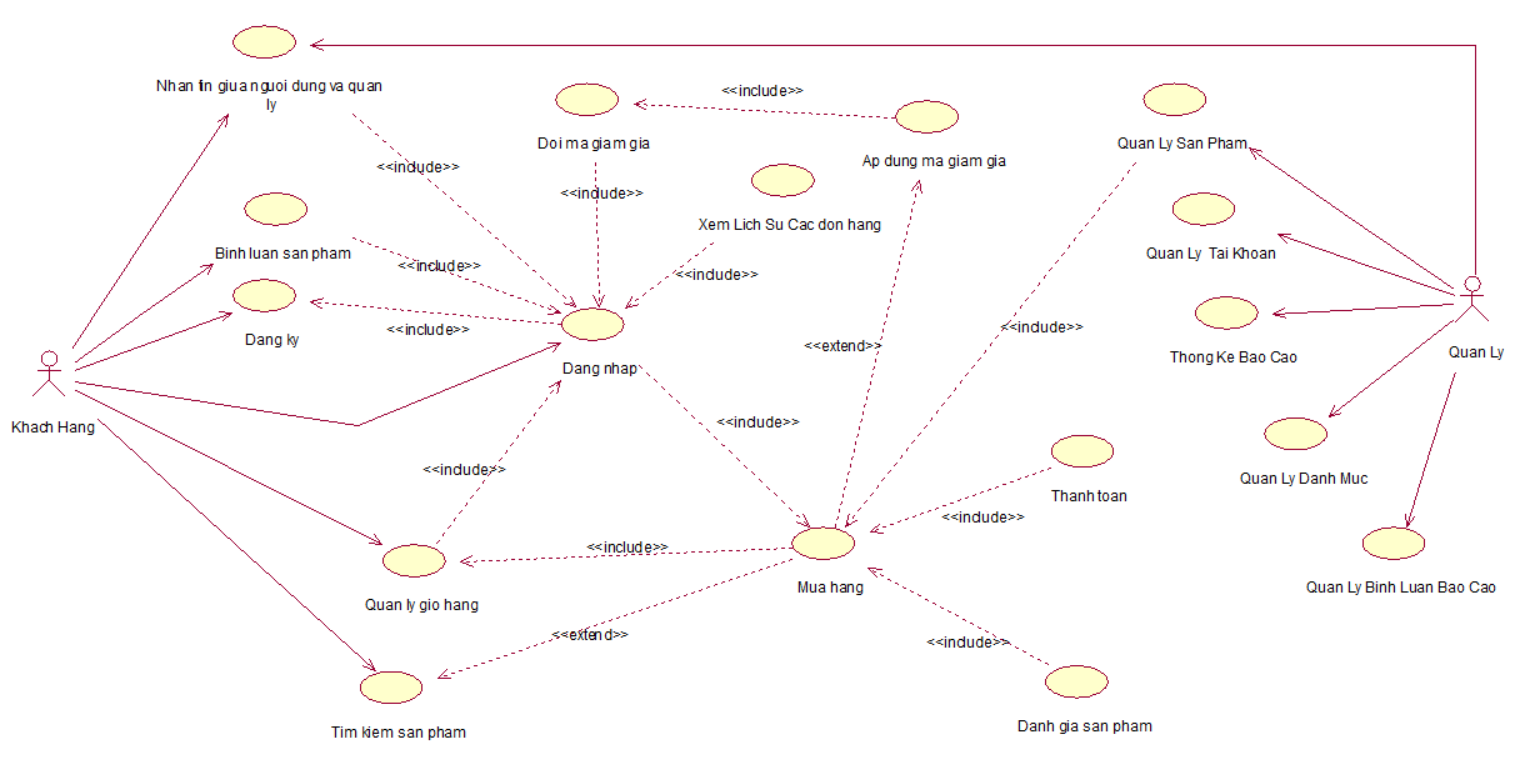 Nhan tin giua nguoi dung va quan
ly
<<include>>
Doi ma giam gia
<<include>>
Ap dung ma giam gia
Quan Ly San Pham
<<include>>
<<include>>
Xem Lich Su Cac don hang
Binh luan san pham
<<include>>
<<include>>
Quan Ly Tai Khoan
Dang ky
<<include>>
Dang nhap
<<extend>>
<<include>>
Thong Ke Bao Cao
Quan Ly
Khach Hang
<<include>>
<<include>>
Thanh toan
<<include>>
Quan Ly Danh Muc
<<include>>
Mua hang
Quan ly gio hang
Quan Ly Binh Luan Bao Cao
<<extend>>
<<include>>
Tim kiem san pham
Danh gia san pham